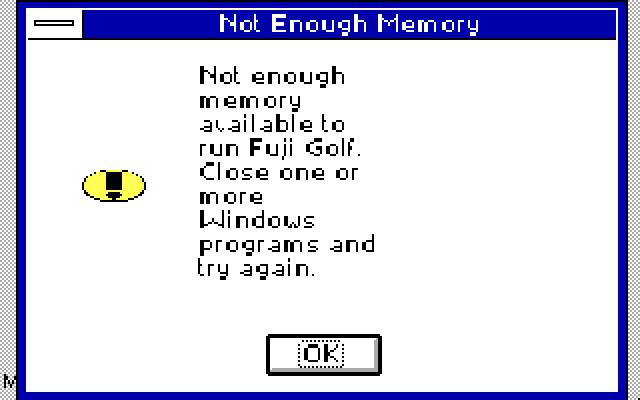 Not Enough Memory
Not enough
memory
available to
run Fuji Golf.
Close one or
more
Windows
programs and
try again.
OK
M